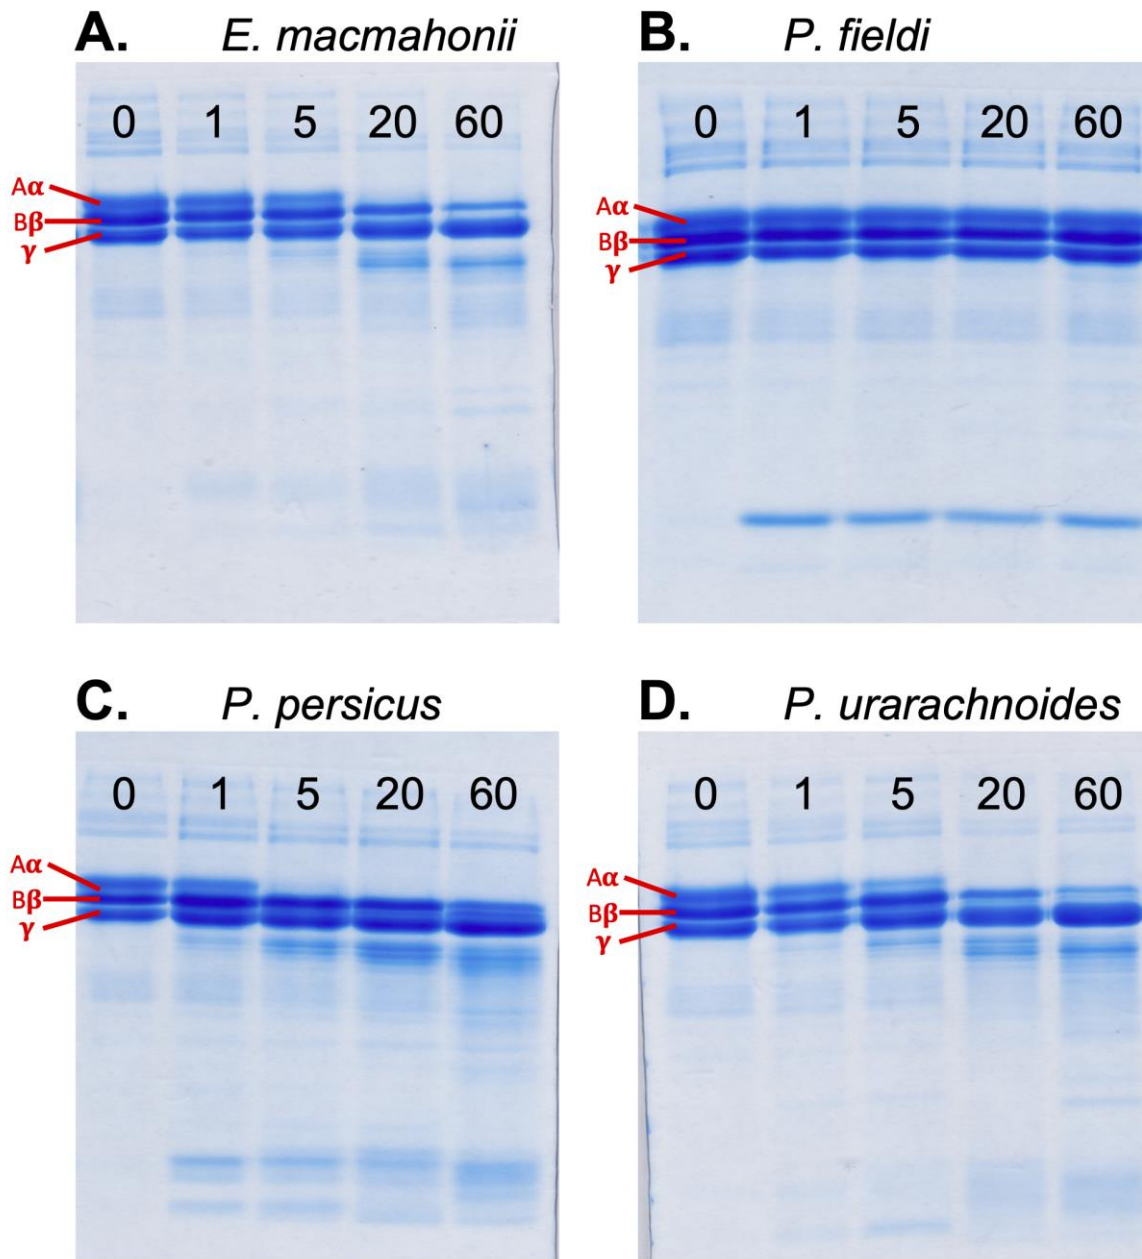 A. E. macmahonii
0 1 5 20 60
Aα
Bβ
γ
B. P. fieldi
0 1 5 20 60
Aα
Bβ
γ
C. P. persicus
0 1 5 20 60
Aα
Bβ
γ
D. P. urarachnoides
0 1 5 20 60
Aα
Bβ
γ